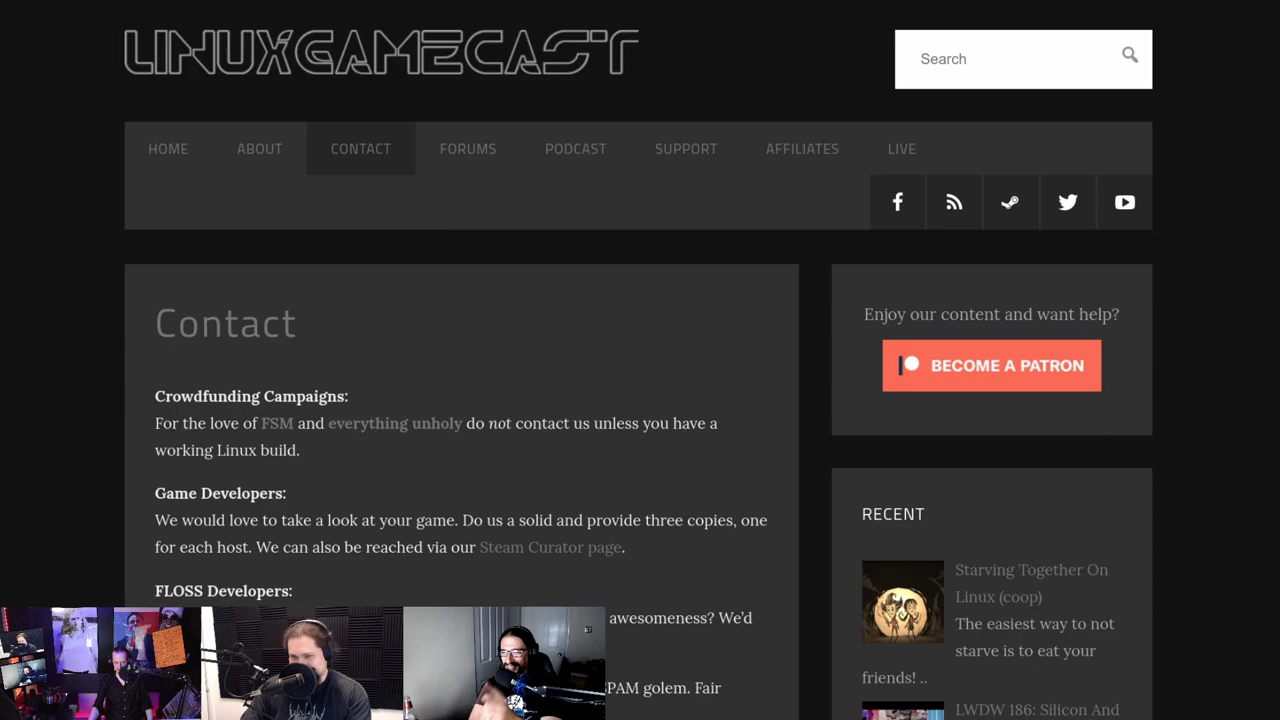 LINUXGAMECAST
Search
HOME ABOUT CONTACT FORUMS PODCAST SUPPORT AFFILIATES LIVE
Contact
Crowdfunding Campaigns:
For the love of FSM and everything unholy do not contact us unless you have a
working Linux build.
Game Developers:
We would love to take a look at your game. Do us a solid and provide three copies, one
for each host. We can also be reached via our Steam Curator page.
FLOSS Developers:
awesomeness? We'd
SPAM golem. Fair
Enjoy our content and want help?
BECOME A PATRON
RECENT
Starving Together On
Linux (coop)
The easiest way to not
starve is to eat your
friends! ..
LWDW 186: Silicon And